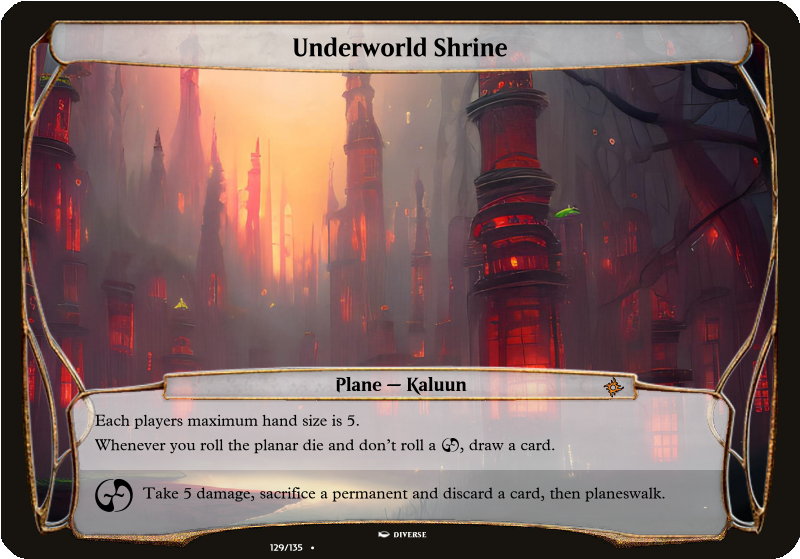 Underworld Shrine
Plane — Kaluun
Each players maximum hand size is 5.
Whenever you roll the planar die and don't roll a , draw a card.
Take 5 damage, sacrifice a permanent and discard a card, then planeswalk.
DIVERSE
129/135 •